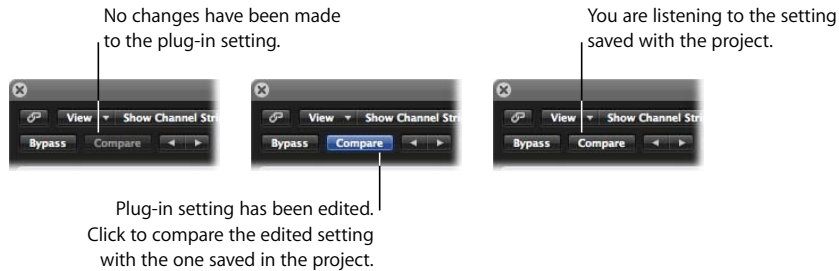 No changes have been made
to the plug-in setting.
You are listening to the setting
saved with the project.
View Show Channel Stri
Bypass Compare
View Show Channel Stri
Bypass Compare
View Show Channel Stri
Bypass Compare
Plug-in setting has been edited.
Click to compare the edited setting
with the one saved in the project.